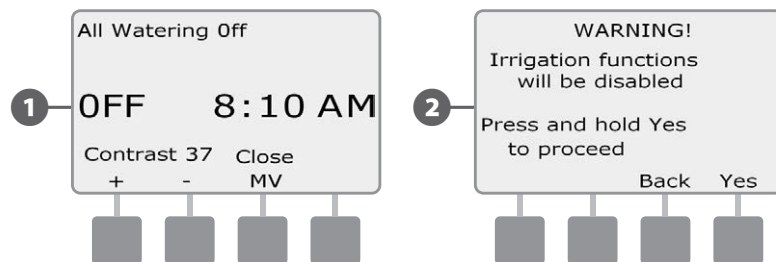 All Watering Off
1
OFF 8:10 AM
Contrast 37 Close
+ - MV
WARNING!
Irrigation functions
will be disabled
2
Press and hold Yes
to proceed
Back Yes